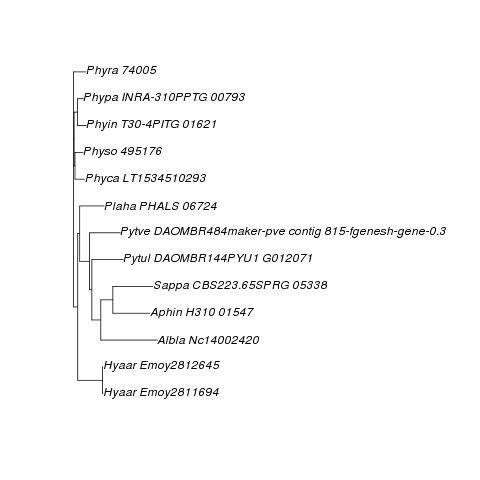 Phyra 74005
Phypa INRA-310PPTG 00793
Phyin T30-4PITG 01621
Physo 495176
Phyca LT1534510293
Plaha PHALS 06724
Pytve DAOMBR484maker-pve contig 815-fgenesh-gene-0.3
Pytul DAOMBR144PYU1 G012071
Sappa CBS223.65SPRG 05338
Aphin H310 01547
Albla Nc14002420
Hyaar Emoy2812645
Hyaar Emoy2811694